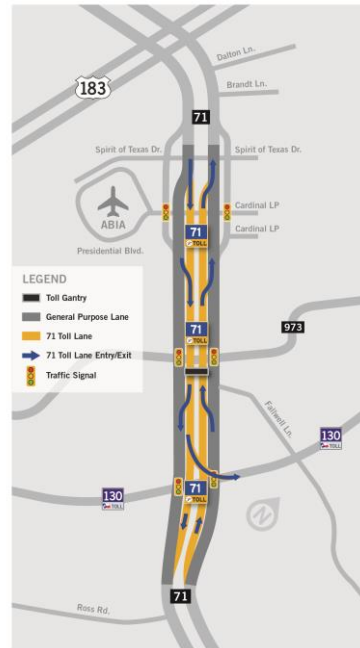 Dalton Ln.
183
Brandt Ln.
71
Spirit of Texas Dr.
Spirit of Texas Dr.
ABIA
Cardinal LP
Cardinal LP
Presidential Blvd.
71
TOLL
LEGEND
Toll Gantry
General Purpose Lane
71 Toll Lane
71 Toll Lane Entry/Exit
Traffic Signal
71
TOLL
973
Fallwell Ln.
130
TOLL
130
TOLL
71
TOLL
N
Ross Rd.
71